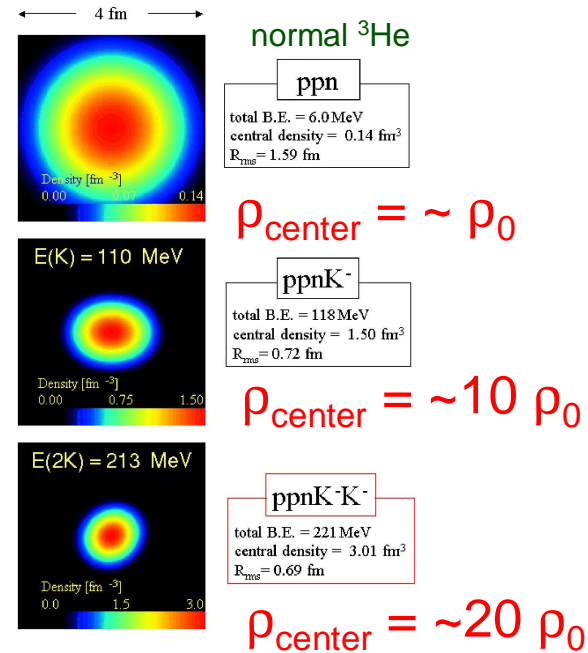 4 fm
normal ³He
ppn
total B.E. = 6.0 MeV
central density = 0.14 fm³
Rrms = 1.59 fm
Density [fm -3]
0.00 0.07 0.14
ρcenter = ~ ρ0
E(K) = 110 MeV
ppnK-
total B.E. = 118 MeV
central density = 1.50 fm³
Rrms = 0.72 fm
Density [fm -3]
0.00 0.75 1.50
ρcenter = ~10 ρ0
E(2K) = 213 MeV
ppnK-K-
total B.E. = 221 MeV
central density = 3.01 fm³
Rrms = 0.69 fm
Density [fm -3]
0.0 1.5 3.0
ρcenter = ~20 ρ0